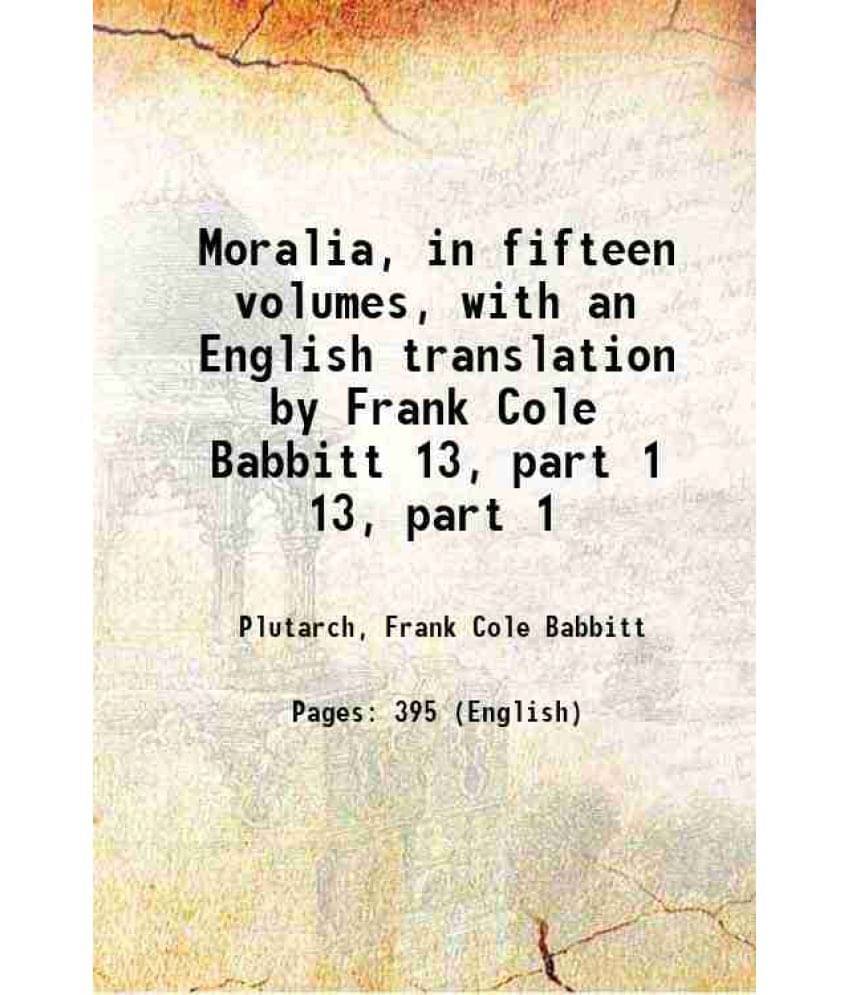 Moralia, in fifteen
volumes, with an
English translation
by Frank Cole
Babbitt 13, part 1
13, part 1
Plutarch, Frank Cole Babbitt
Pages: 395 (English)